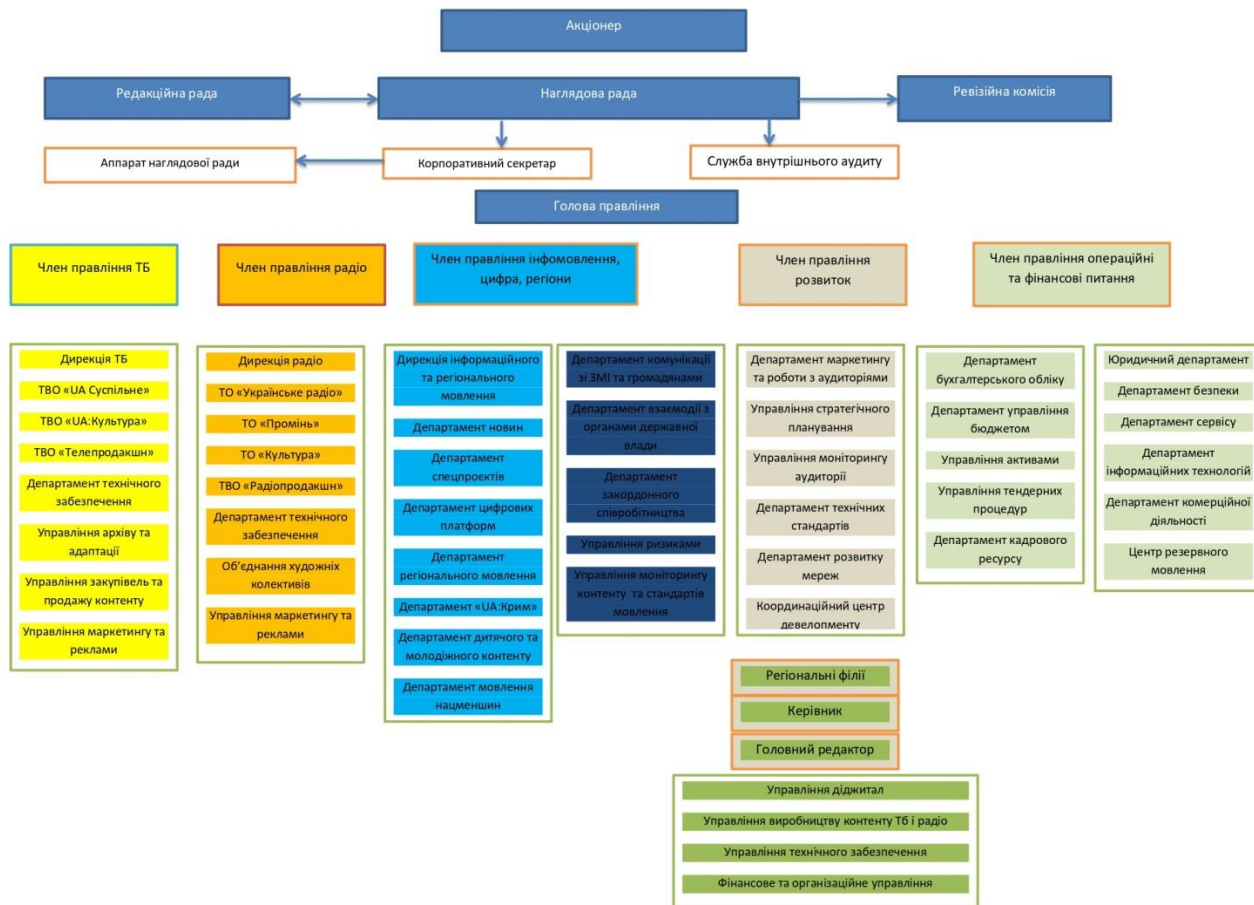 Акціонер
Редакційна рада
Наглядова рада
Ревізійна комісія
Аппарат наглядової ради
Корпоративний секретар
Служба внутрішнього аудиту
Голова правління
Член правління ТБ
Член правління радіо
Член правління інфомовлення,
цифра, регіони
Член правління
розвиток
Член правління операційні
та фінансові питання
Дирекція ТБ
ТВО «UA Суспільне»
ТВО «UA:Культура»
ТВО «Телепродакшн»
Департамент технічного
забезпечення
Управління архіву та
адаптації
Управління закупівель та
продажу контенту
Управління маркетингу та
реклами
Дирекція радіо
ТО «Українське радіо»
ТО «Промінь»
ТО «Культура»
ТВО «Радіопродакшн»
Департамент технічного
забезпечення
Об’єднання художніх
колективів
Управління маркетингу та
реклами
Дирекція інформаційного
та регіонального
мовлення
Департамент новин
Департамент
спецпроєктів
Департамент цифрових
платформ
Департамент
регіонального мовлення
Департамент «UA:Крим»
Департамент дитячого та
молодіжного контенту
Департамент мовлення
нацменшин
Департамент комунікації
зі ЗМІ та громадянами
Департамент взаємодії з
органами державної
влади
Департамент
закордонного
співробітництва
Управління ризиками
Управління моніторингу
контенту та стандартів
мовлення
Департамент маркетингу
та роботи з аудиторіями
Управління стратегічного
планування
Управління моніторингу
аудиторії
Департамент технічних
стандартів
Департамент розвитку
мереж
Координаційний центр
девелопменту
Департамент
бухгалтерського обліку
Департамент управління
бюджетом
Управління активами
Управління тендерних
процедур
Департамент кадрового
ресурсу
Юридичний департамент
Департамент безпеки
Департамент сервісу
Департамент
інформаційних технологій
Департамент комерційної
діяльності
Центр резервного
мовлення
Регіональні філії
Керівник
Головний редактор
Управління діджитал
Управління виробництву контенту Тб і радіо
Управління технічного забезпечення
Фінансове та організаційне управління